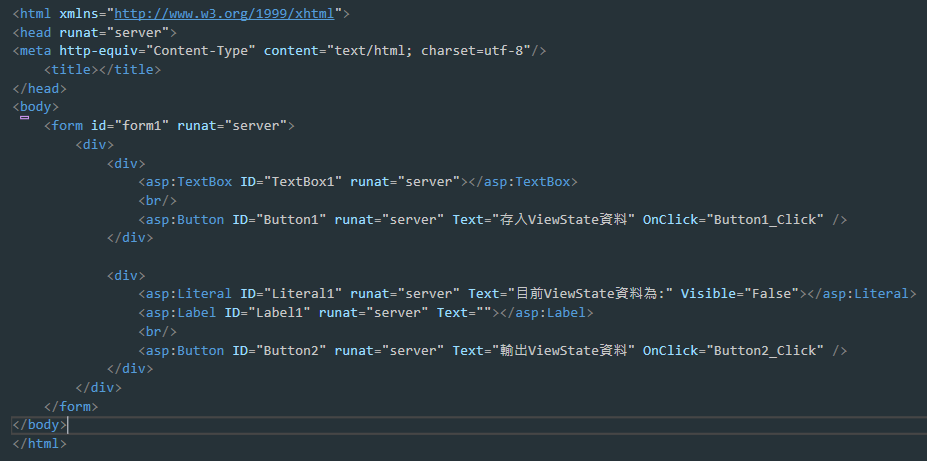 <html xmlns="http://www.w3.org/1999/xhtml">
<head runat="server">
<meta http-equiv="Content-Type" content="text/html; charset=utf-8"/>
    <title></title>
</head>
<body>
    <form id="form1" runat="server">
        <div>
            <div>
                <asp:TextBox ID="TextBox1" runat="server"></asp:TextBox>
                <br/>
                <asp:Button ID="Button1" runat="server" Text="存入ViewState資料" OnClick="Button1_Click" />
            </div>

            <div>
                <asp:Literal ID="Literal1" runat="server" Text="目前ViewState資料為:" Visible="False"></asp:Literal>
                <asp:Label ID="Label1" runat="server" Text=""></asp:Label>
                <br/>
                <asp:Button ID="Button2" runat="server" Text="輸出ViewState資料" OnClick="Button2_Click" />
            </div>
        </div>
    </form>
</body>
</html>